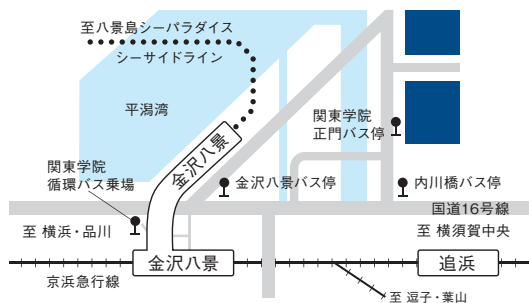 至八景島シーパラダイス
シーサイドライン
平潟湾
金沢八景
関東学院
正門バス停
関東学院
循環バス乗場
金沢八景バス停
内川橋バス停
国道16号線
至 横浜・品川
至 横須賀中央
金沢八景
追浜
京浜急行線
至 逗子・葉山